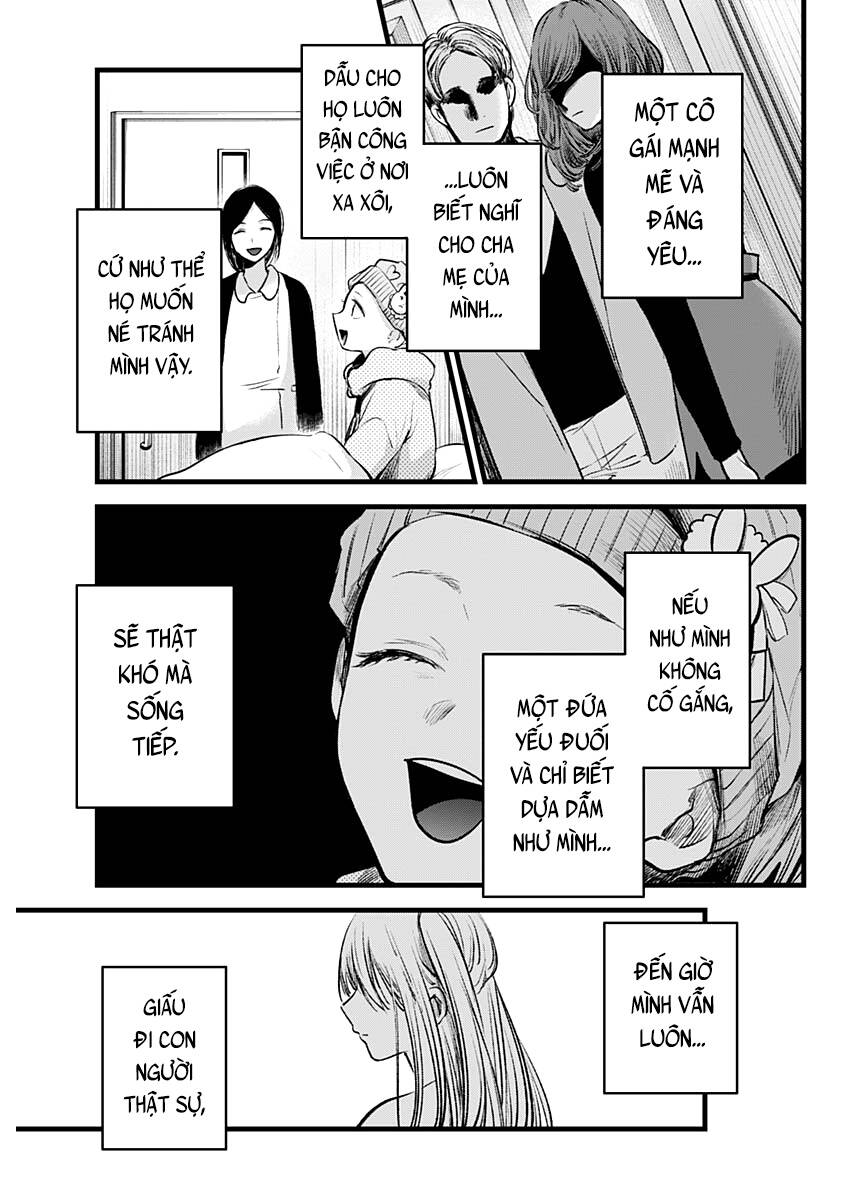 MỘT CÔ
GÁI MẠNH
MẼ VÀ
ĐÁNG
YÊU...
...LUÔN
BIẾT NGHĨ
CHO CHA
MẸ CỦA
MÌNH...
DẪU CHO
HỌ LUÔN
BẬN CÔNG
VIỆC Ở NƠI
XA XÔI,
CỨ NHƯ THỂ
HỌ MUỐN
NÉ TRÁNH
MÌNH VẬY.
NẾU
NHƯ MÌNH
KHÔNG
CỐ GẮNG,
MỘT ĐỨA
YẾU ĐUỐI
VÀ CHỈ BIẾT
DỰA DẪM
NHƯ MÌNH...
SẼ THẬT
KHÓ MÀ
SỐNG
TIẾP.
ĐẾN GIỜ
MÌNH VẪN
LUÔN...
GIẤU
ĐI CON
NGƯỜI
THẬT SỰ,